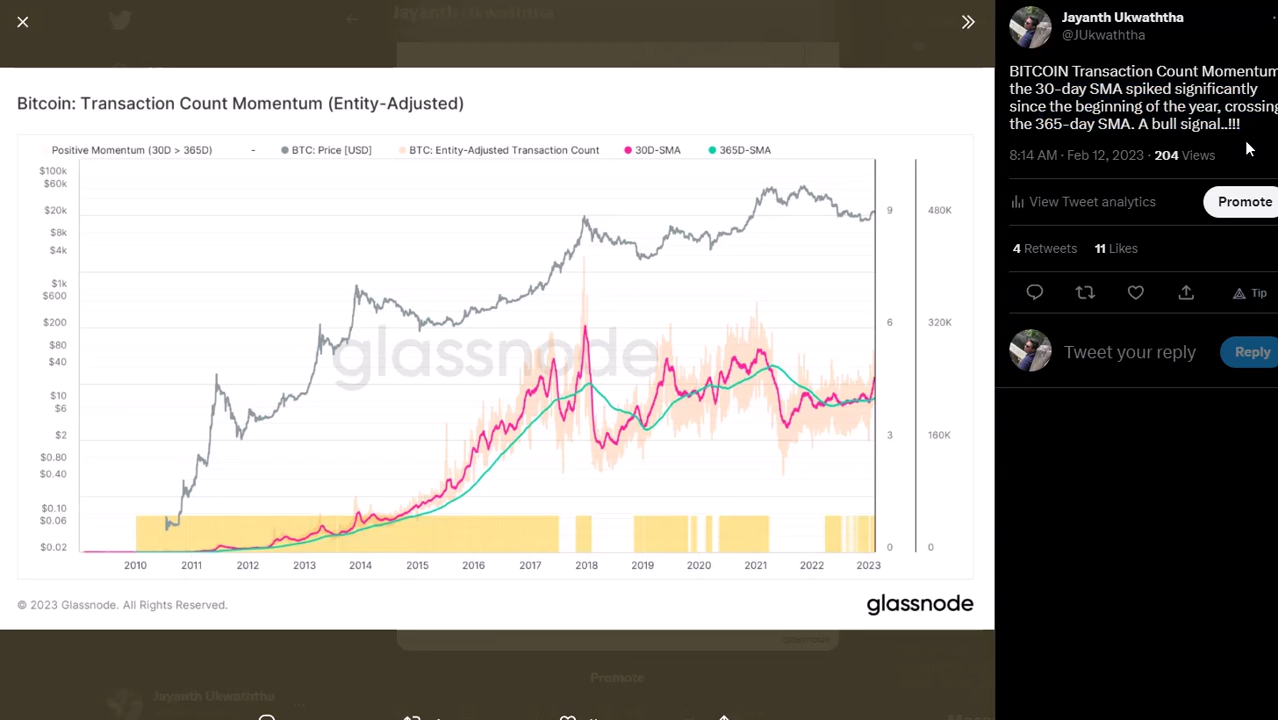 Jayanth Ukwaththa
Bitcoin: Transaction Count Momentum (Entity-Adjusted)
Positive Momentum (30D > 365D) - BTC: Price [USD] BTC: Entity-Adjusted Transaction Count 30D-SMA 365D-SMA
$100k
$60k
$20k
$8k
$4k
$1k
$600
$200
$80
$40
$10
$6
$2
$0.80
$0.40
$0.10
$0.06
$0.02
9
6
3
0
480K
320K
160K
0
glassnode
2010 2011 2012 2013 2014 2015 2016 2017 2018 2019 2020 2021 2022 2023
© 2023 Glassnode. All Rights Reserved.
glassnode
Promote
Jayanth Ukwaththa
Jayanth Ukwaththa
@JUkwaththa
BITCOIN Transaction Count Momentum
the 30-day SMA spiked significantly
since the beginning of the year, crossing
the 365-day SMA. A bull signal..!!!
8:14 AM · Feb 12, 2023 · 204 Views
View Tweet analytics
Promote
4 Retweets 11 Likes
Tip
Tweet your reply
Reply